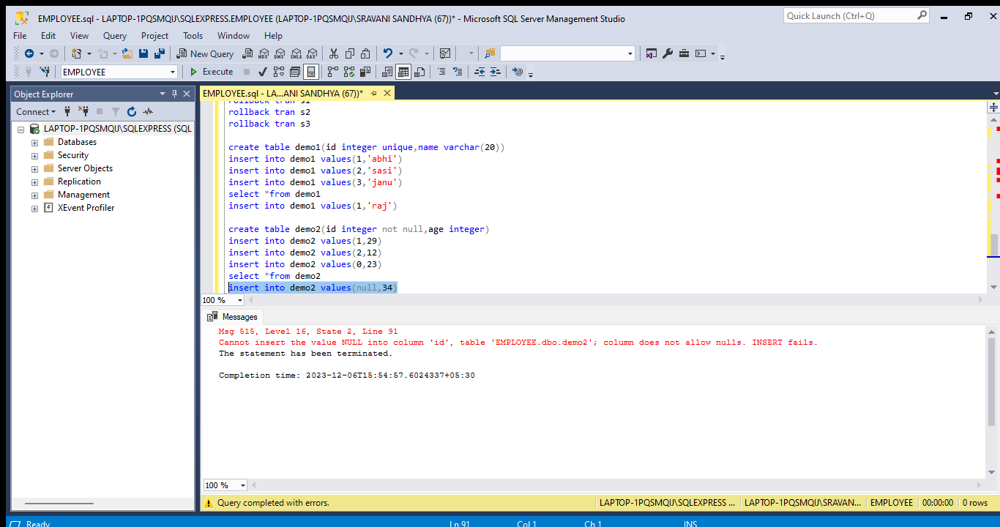 EMPLOYEE.sql - LAPTOP-1PQSMQIJ\SQLEXPRESS.EMPLOYEE (LAPTOP-1PQSMQIJ\SRAVANI SANDHYA (67))* - Microsoft SQL Server Management Studio
Quick Launch (Ctrl+Q)
File Edit View Query Project Tools Window Help
New Query MDX DMX XMLA DAX
EMPLOYEE Execute
Object Explorer
Connect
LAPTOP-1PQSMQIJ\SQLEXPRESS (SQL
Databases
Security
Server Objects
Replication
Management
XEvent Profiler
EMPLOYEE.sql - LA...ANI SANDHYA (67))*
rollback tran s1
rollback tran s2
rollback tran s3
create table demo1(id integer unique,name varchar(20))
insert into demo1 values(1,'abhi')
insert into demo1 values(2,'sasi')
insert into demo1 values(3,'janu')
select *from demo1
insert into demo1 values(1,'raj')
create table demo2(id integer not null,age integer)
insert into demo2 values(1,29)
insert into demo2 values(2,12)
insert into demo2 values(0,23)
select *from demo2
insert into demo2 values(null,34)
100 %
Messages
Msg 515, Level 16, State 2, Line 91
Cannot insert the value NULL into column 'id', table 'EMPLOYEE.dbo.demo2'; column does not allow nulls. INSERT fails.
The statement has been terminated.
Completion time: 2023-12-06T15:54:57.6024337+05:30
100 %
Query completed with errors.
LAPTOP-1PQSMQIJ\SQLEXPRESS ... LAPTOP-1PQSMQIJ\SRAVAN... EMPLOYEE 00:00:00 0 rows
Ready Ln 91 Col 1 Ch 1 INS